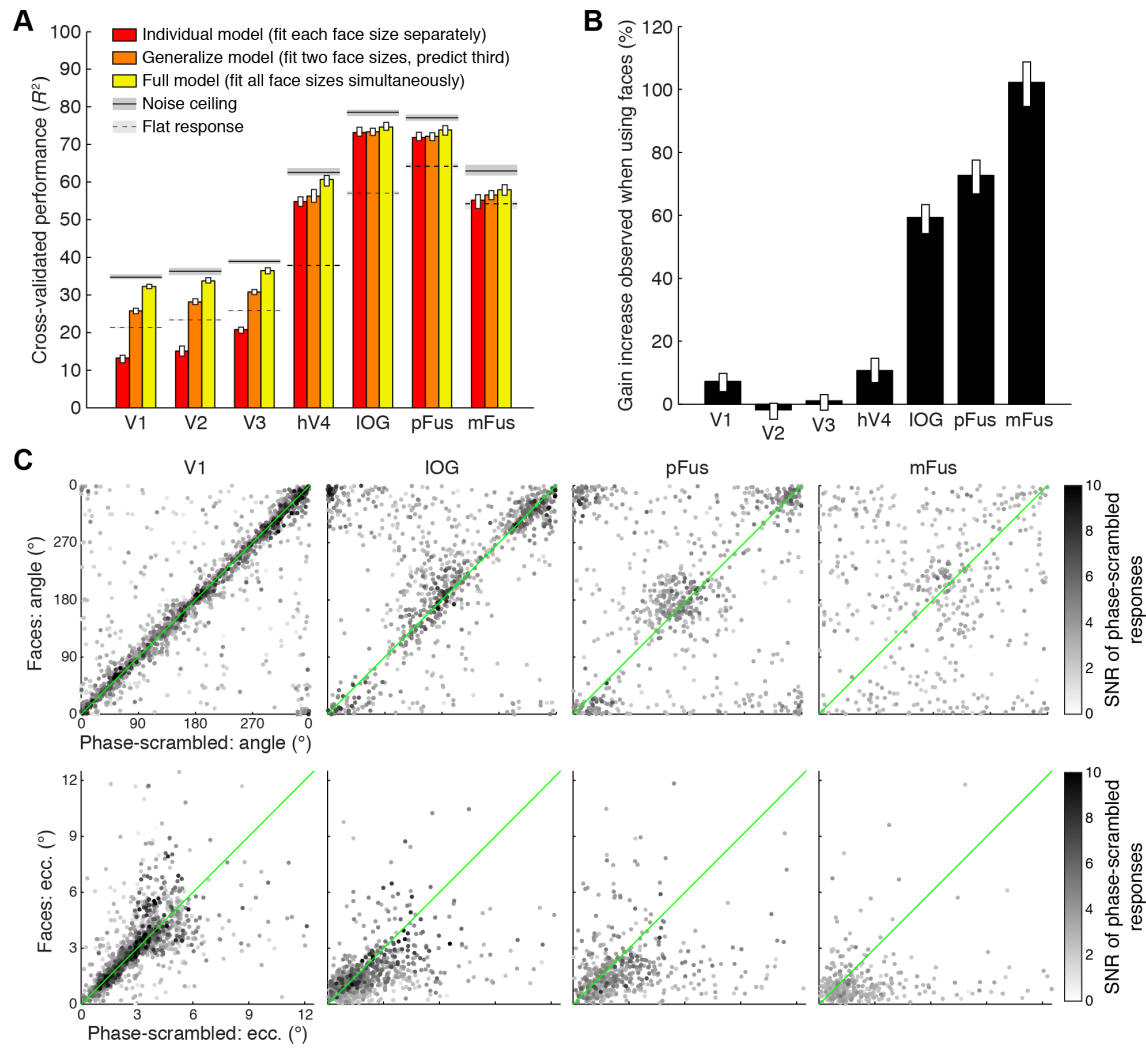 A
Cross-validated performance (R²)
100
90
80
70
60
50
40
30
20
10
0
Individual model (fit each face size separately)
Generalize model (fit two face sizes, predict third)
Full model (fit all face sizes simultaneously)
Noise ceiling
Flat response
V1 V2 V3 hV4 IOG pFus mFus
B
Gain increase observed when using faces (%)
120
100
80
60
40
20
0
V1 V2 V3 hV4 IOG pFus mFus
C
V1 IOG pFus mFus
Faces: angle (°)
0
270
180
90
0
0 90 180 270 0
Phase-scrambled: angle (°)
10
8
6
4
2
0
SNR of phase-scrambled
responses
Faces: ecc. (°)
12
9
6
3
0
0 3 6 9 12
Phase-scrambled: ecc. (°)
10
8
6
4
2
0
SNR of phase-scrambled
responses